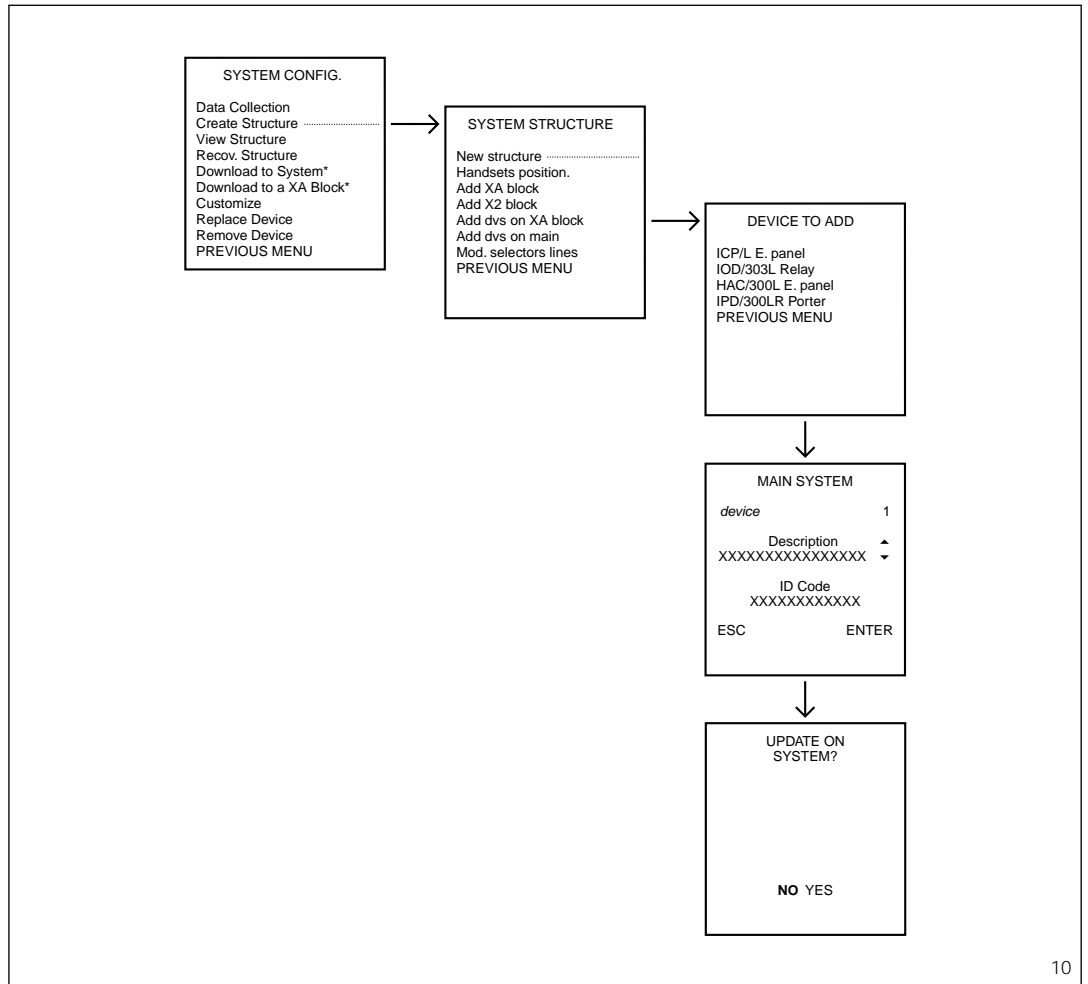 SYSTEM CONFIG.
Data Collection
Create Structure
View Structure
Recov. Structure
Download to System*
Download to a XA Block*
Customize
Replace Device
Remove Device
PREVIOUS MENU
SYSTEM STRUCTURE
New structure
Handsets position.
Add XA block
Add X2 block
Add dvs on XA block
Add dvs on main
Mod. selectors lines
PREVIOUS MENU
DEVICE TO ADD
ICP/L E. panel
IOD/303L Relay
HAC/300L E. panel
IPD/300LR Porter
PREVIOUS MENU
MAIN SYSTEM
device 1
Description
XXXXXXXXXXXXXXXX
ID Code
XXXXXXXXXXXX
ESC ENTER
UPDATE ON
SYSTEM?
NO YES
10